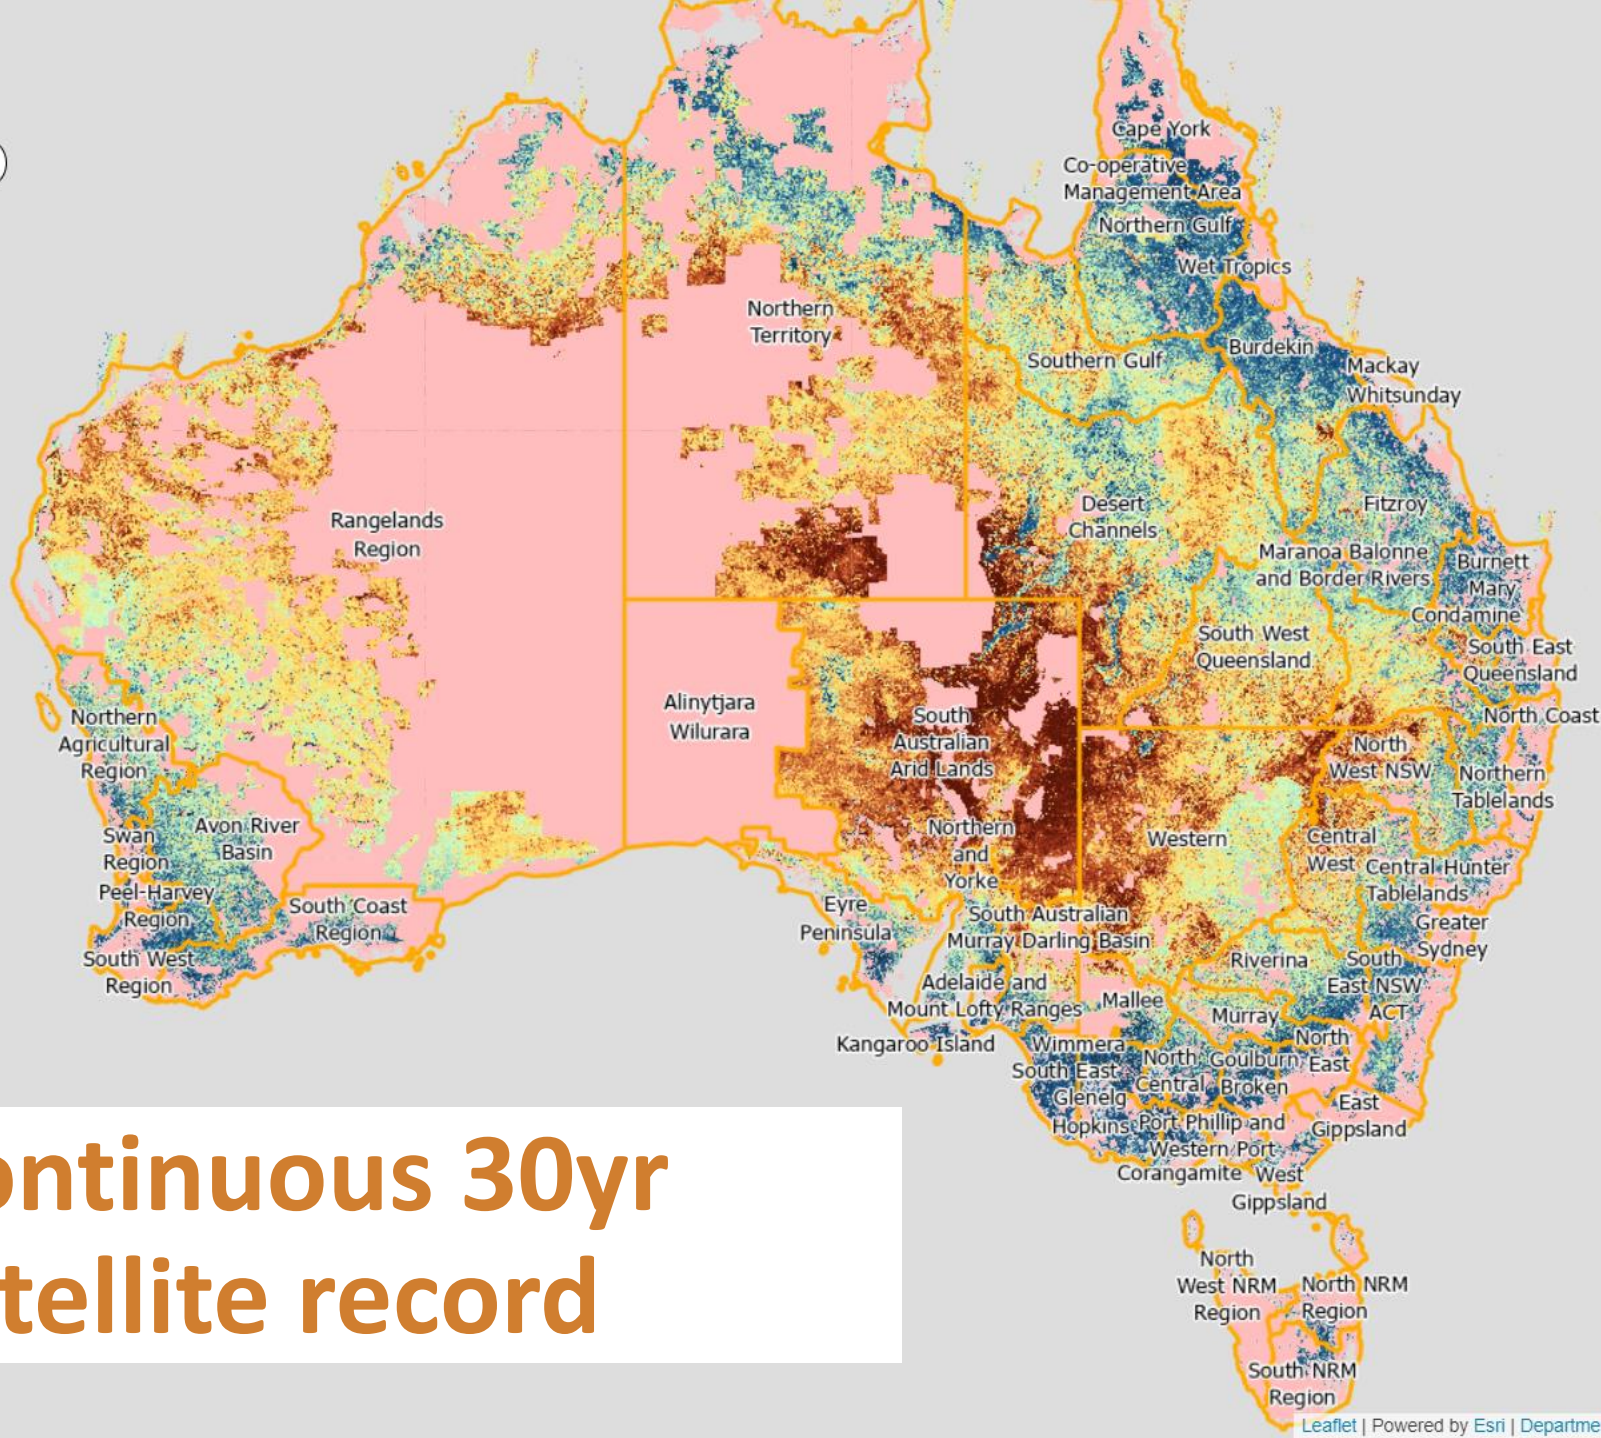 Cape York
Co-operative
Management Area
Northern Gulf
Wet Tropics
Northern
Territory
Southern Gulf
Burdekin
Mackay
Whitsunday
Rangelands
Region
Desert
Channels
Fitzroy
Maranoa Balonne
and Border Rivers
Burnett
Mary
Condamine
South West
Queensland
South East
Queensland
Alinytjara
Wilurara
Northern
Agricultural
Region
South
Australian
Arid Lands
North Coast
North
West NSW
Northern
Tablelands
Swan
Region
Avon River
Basin
Northern
and
Yorke
Western
Central
West
Central
Tablelands
Hunter
Peel-Harvey
Region
South Coast
Region
Eyre
Peninsula
South Australian
Murray Darling Basin
Greater
Sydney
South West
Region
Riverina
South
East NSW
ACT
Adelaide and
Mount Lofty Ranges
Mallee
Murray
Kangaroo Island
Wimmera
North
East
South East
North
Central
Goulburn
Broken
Glenelg
Hopkins
East
Gippsland
Port Phillip and
Western Port
Corangamite
West
Gippsland
ontinuous 30yr
tellite record
North
West NRM
Region
North NRM
Region
South NRM
Region
Leaflet | Powered by Esri | Departme